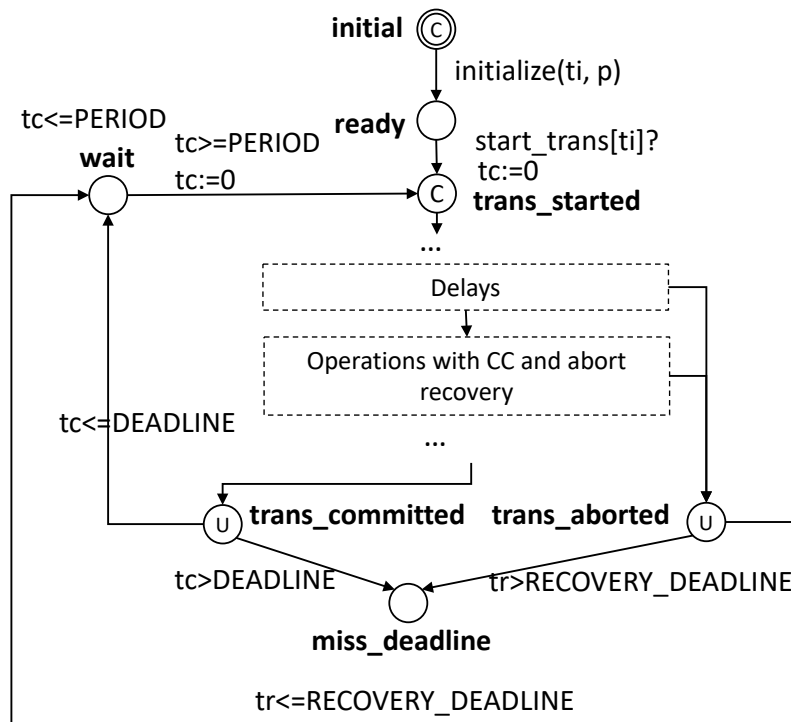 initial
C
initialize(ti, p)
tc<=PERIOD
ready
tc>=PERIOD
start_trans[ti]?
wait
tc:=0
tc:=0
C
trans_started
...
Delays
Operations with CC and abort
recovery
tc<=DEADLINE
...
trans_committed
trans_aborted
U
U
tc>DEADLINE
tr>RECOVERY_DEADLINE
miss_deadline
tr<=RECOVERY_DEADLINE